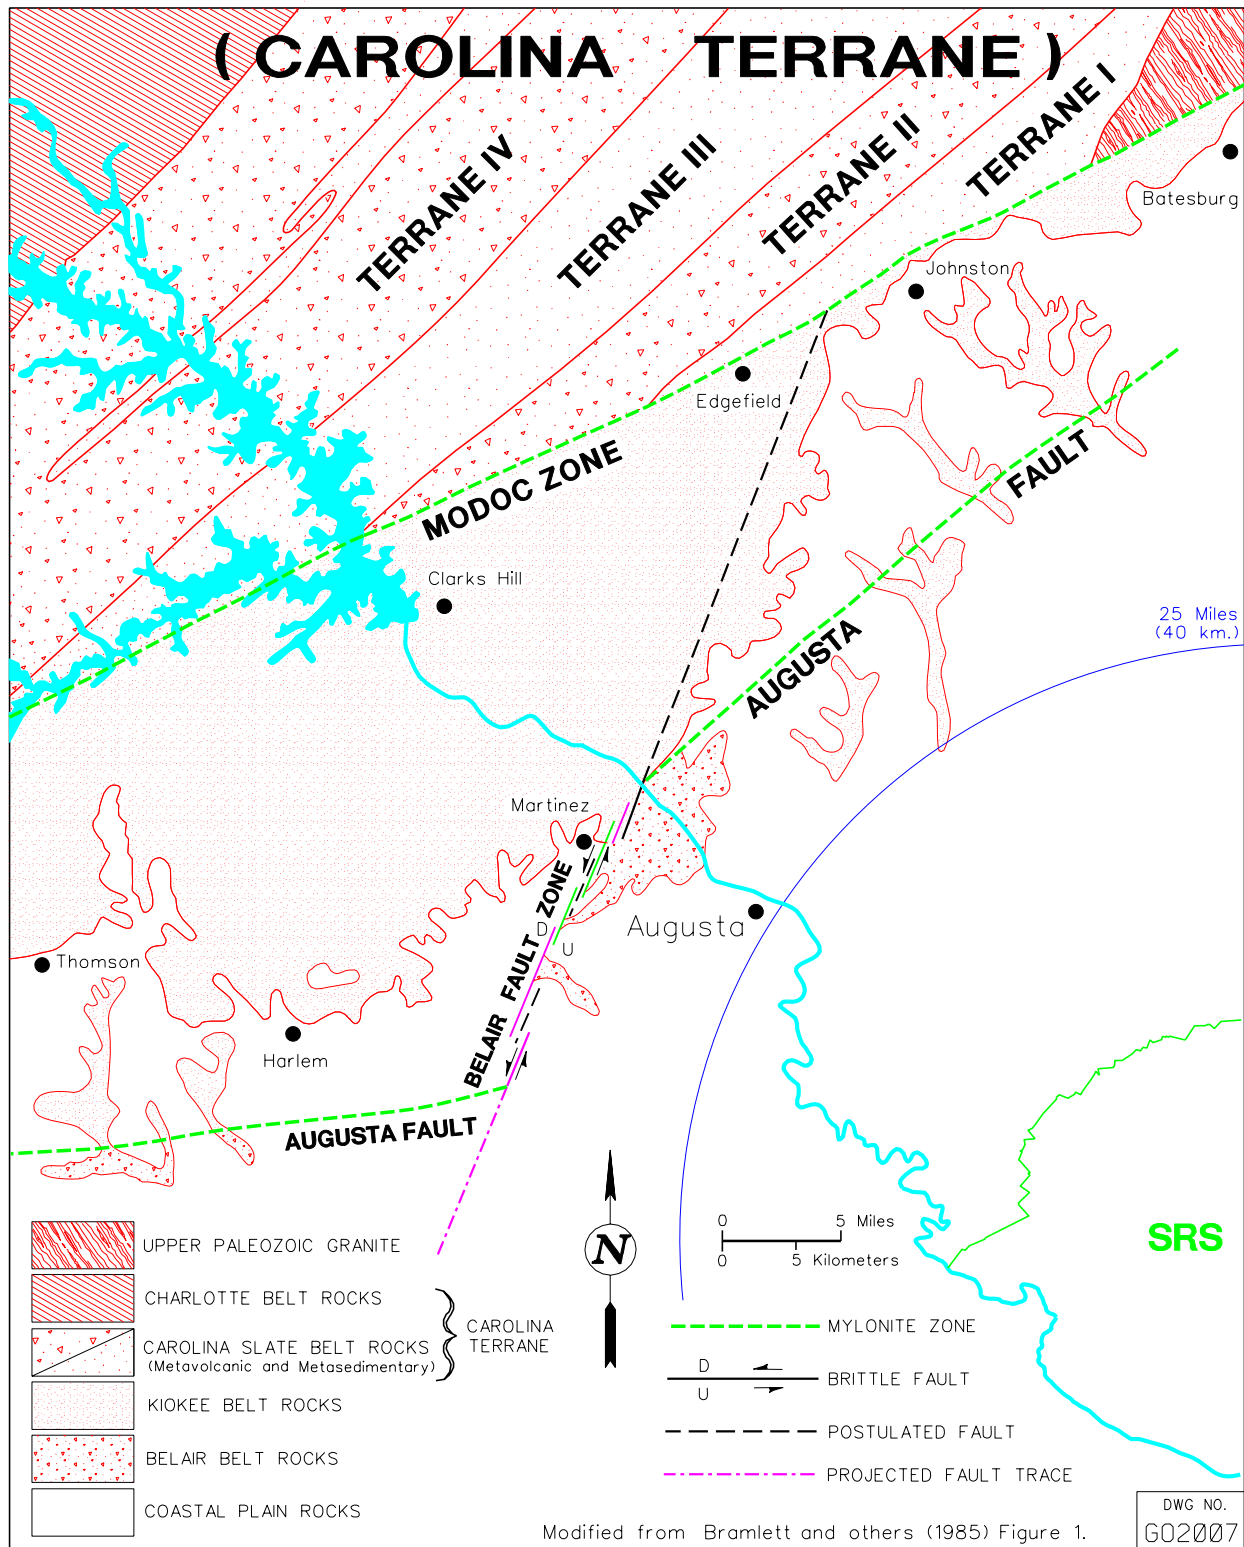 ( CAROLINA TERRANE )
TERRANE IV
TERRANE III
TERRANE II
TERRANE I
Batesburg
Johnston
Edgefield
MODOC ZONE
FAULT
AUGUSTA
Clarks Hill
25 Miles
(40 km.)
Martinez
BELAIR FAULT ZONE
D
U
Augusta
Thomson
Harlem
AUGUSTA FAULT
SRS
N
0 5 Miles
0 5 Kilometers
UPPER PALEOZOIC GRANITE
CHARLOTTE BELT ROCKS
CAROLINA SLATE BELT ROCKS
(Metavolcanic and Metasedimentary)
CAROLINA
TERRANE
KIOKEE BELT ROCKS
BELAIR BELT ROCKS
COASTAL PLAIN ROCKS
MYLONITE ZONE
D
U
BRITTLE FAULT
POSTULATED FAULT
PROJECTED FAULT TRACE
Modified from Bramlett and others (1985) Figure 1.
DWG NO.
GO2007